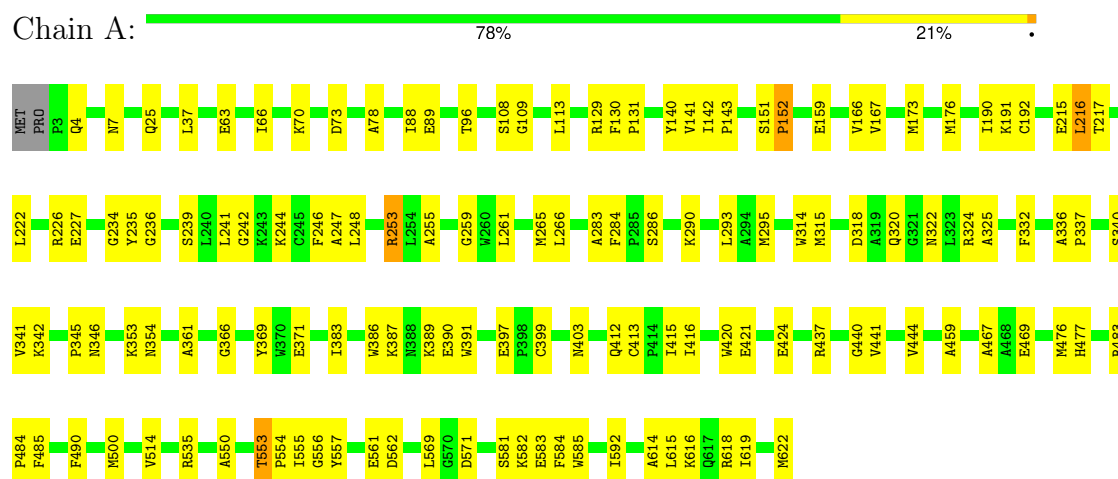 Chain A:
78% 21% •
MET PRO P3 Q4 N7 Q25 L37 E63 I66 K70 D73 A78 I88 E89 T96 S108 G109 L113 R129 F130 P131 Y140 V141 I142 P143 S151 P152 E159 V166 V167 M173 M176 I190 K191 C192 E215 L216 T217
L222 R226 E227 G234 Y235 G236 S239 L240 L241 G242 K243 K244 C245 F246 A247 L248 R253 L254 A255 G259 W260 L261 M265 L266 A283 F284 P285 S286 K290 L293 A294 M295 W314 M315 D318 A319 Q320 G321 N322 L323 R324 A325 F332 A336 P337
V341 K342 P345 N346 K353 N354 A361 G366 Y369 W370 E371 I383 W386 K387 N388 K389 E390 W391 E397 P398 C399 N403 Q412 C413 P414 I415 I416 W420 E421 E424 R437 G440 V441 V444 A459 A467 A468 E469 M476 H477
P484 F485 F490 M500 V514 R535 A550 T553 P554 I555 G556 Y557 E561 D562 L569 G570 D571 S581 K582 E583 F584 W585 I592 A614 L615 K616 Q617 R618 I619 M622